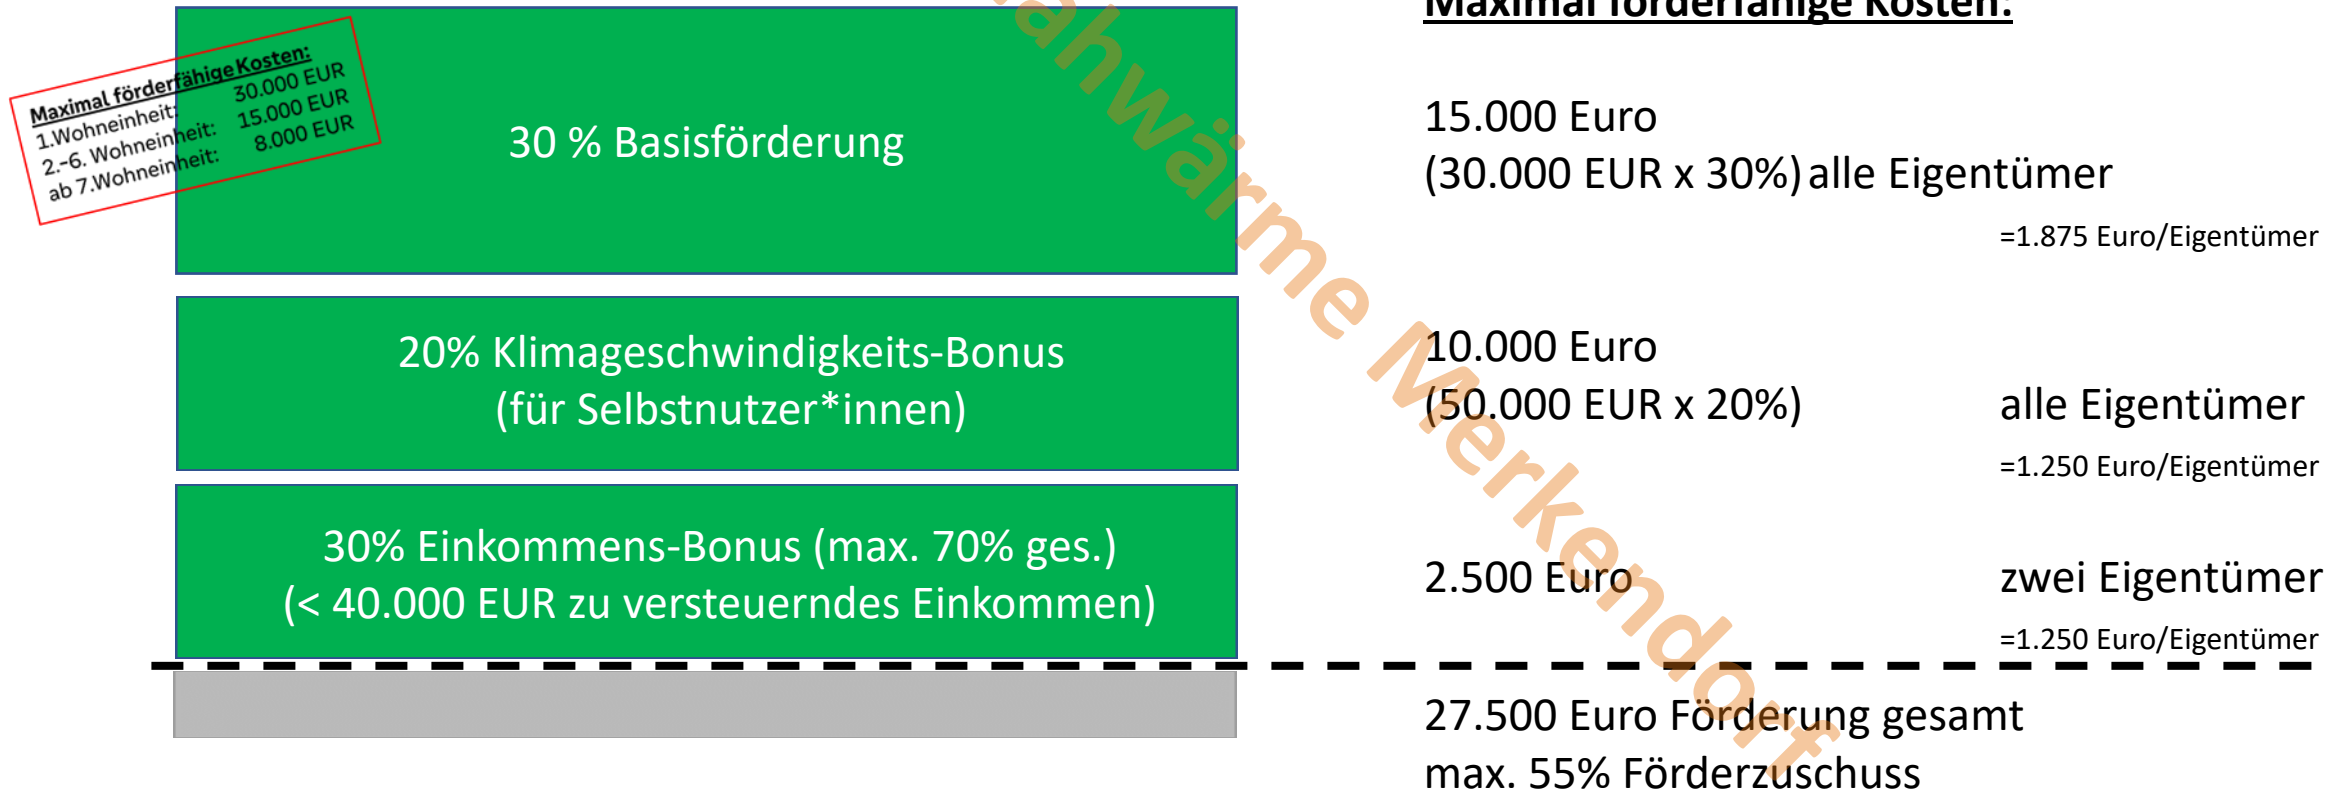 Maximal förderfähige Kosten:
Maximal förderfähige Kosten:
1.Wohneinheit: 30.000 EUR
2.-6. Wohneinheit: 15.000 EUR
ab 7.Wohneinheit: 8.000 EUR
30 % Basisförderung
15.000 Euro
(30.000 EUR x 30%) alle Eigentümer
=1.875 Euro/Eigentümer
20% Klimageschwindigkeits-Bonus
(für Selbstnutzer*innen)
10.000 Euro
(50.000 EUR x 20%) alle Eigentümer
=1.250 Euro/Eigentümer
30% Einkommens-Bonus (max. 70% ges.)
(< 40.000 EUR zu versteuerndes Einkommen)
2.500 Euro zwei Eigentümer
=1.250 Euro/Eigentümer
27.500 Euro Förderung gesamt
max. 55% Förderzuschuss
ahwärme Merkendorf